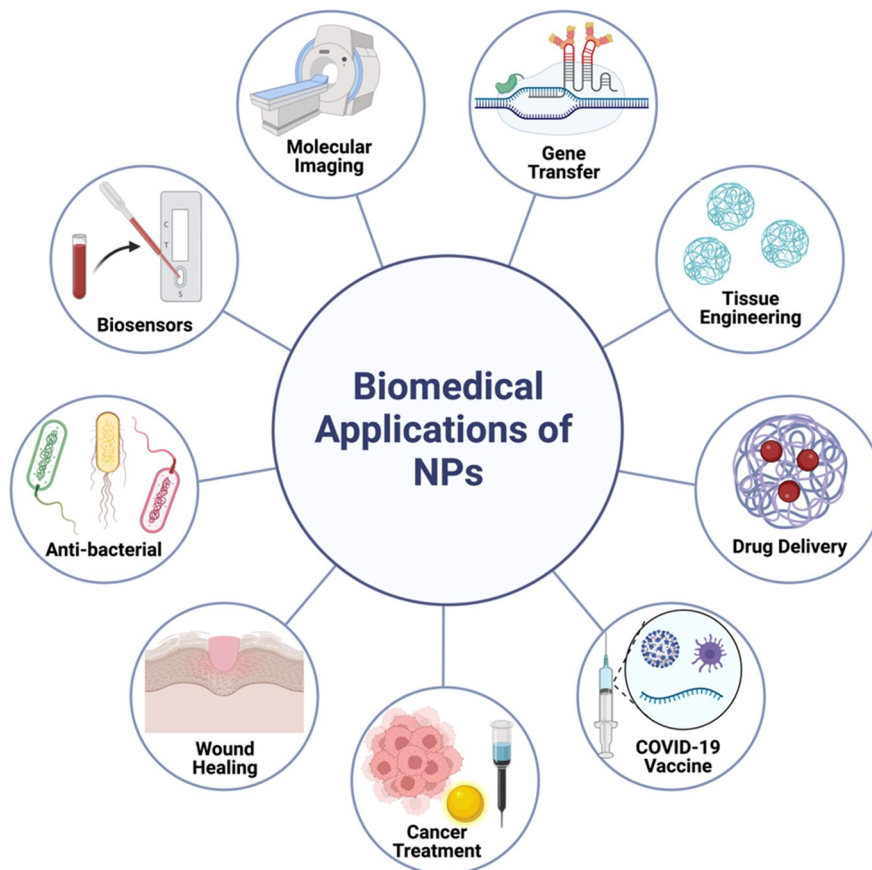 Molecular
Imaging
Gene
Transfer
Tissue
Engineering
Drug Delivery
COVID-19
Vaccine
Cancer
Treatment
Wound
Healing
Anti-bacterial
Biosensors
C
T
S
Biomedical
Applications of
NPs